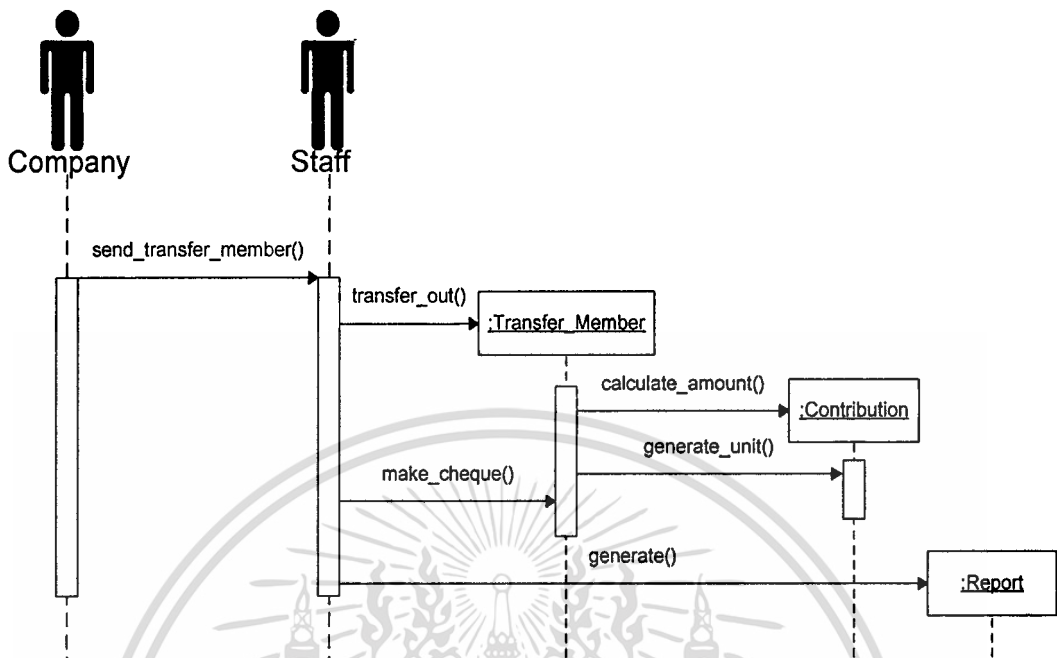 Company
Staff
send_transfer_member()
transfer_out()
:Transfer_Member
calculate_amount()
:Contribution
generate_unit()
make_cheque()
generate()
:Report